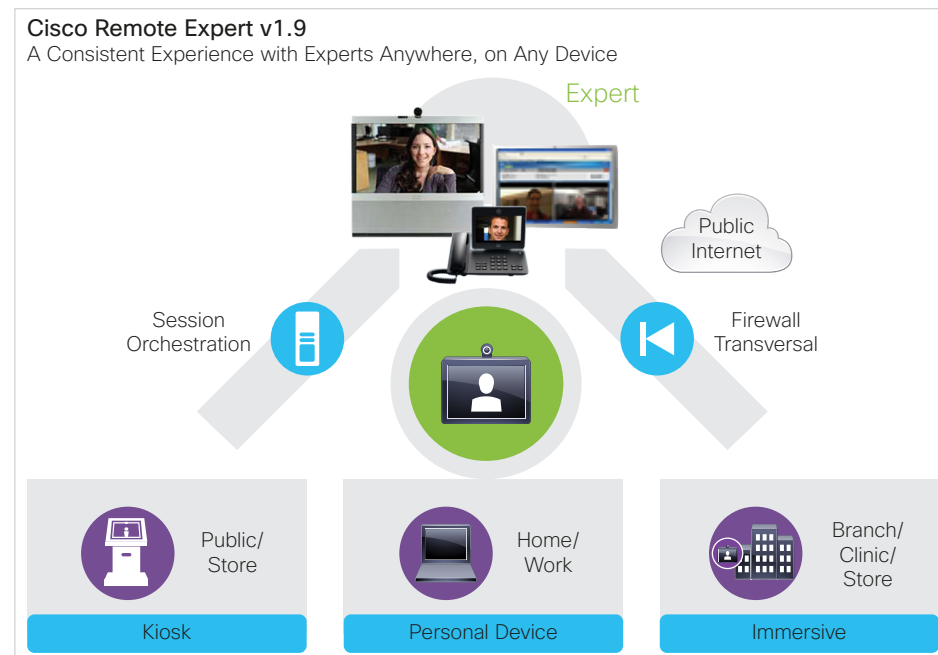 Cisco Remote Expert v1.9
A Consistent Experience with Experts Anywhere, on Any Device
Expert
Public
Internet
Session
Orchestration
Firewall
Transversal
Public/
Store
Home/
Work
Branch/
Clinic/
Store
Kiosk
Personal Device
Immersive